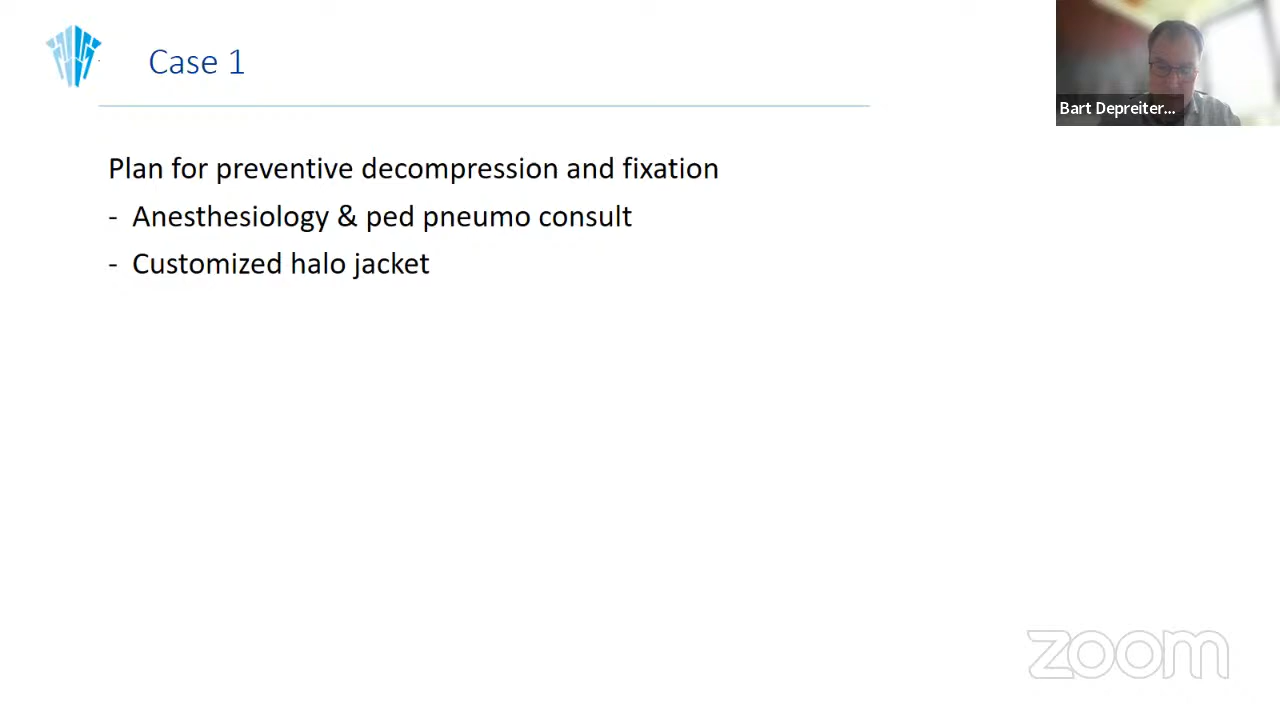 Case 1
Bart Depreiter...
Plan for preventive decompression and fixation
- Anesthesiology & ped pneumo consult
- Customized halo jacket
zoom